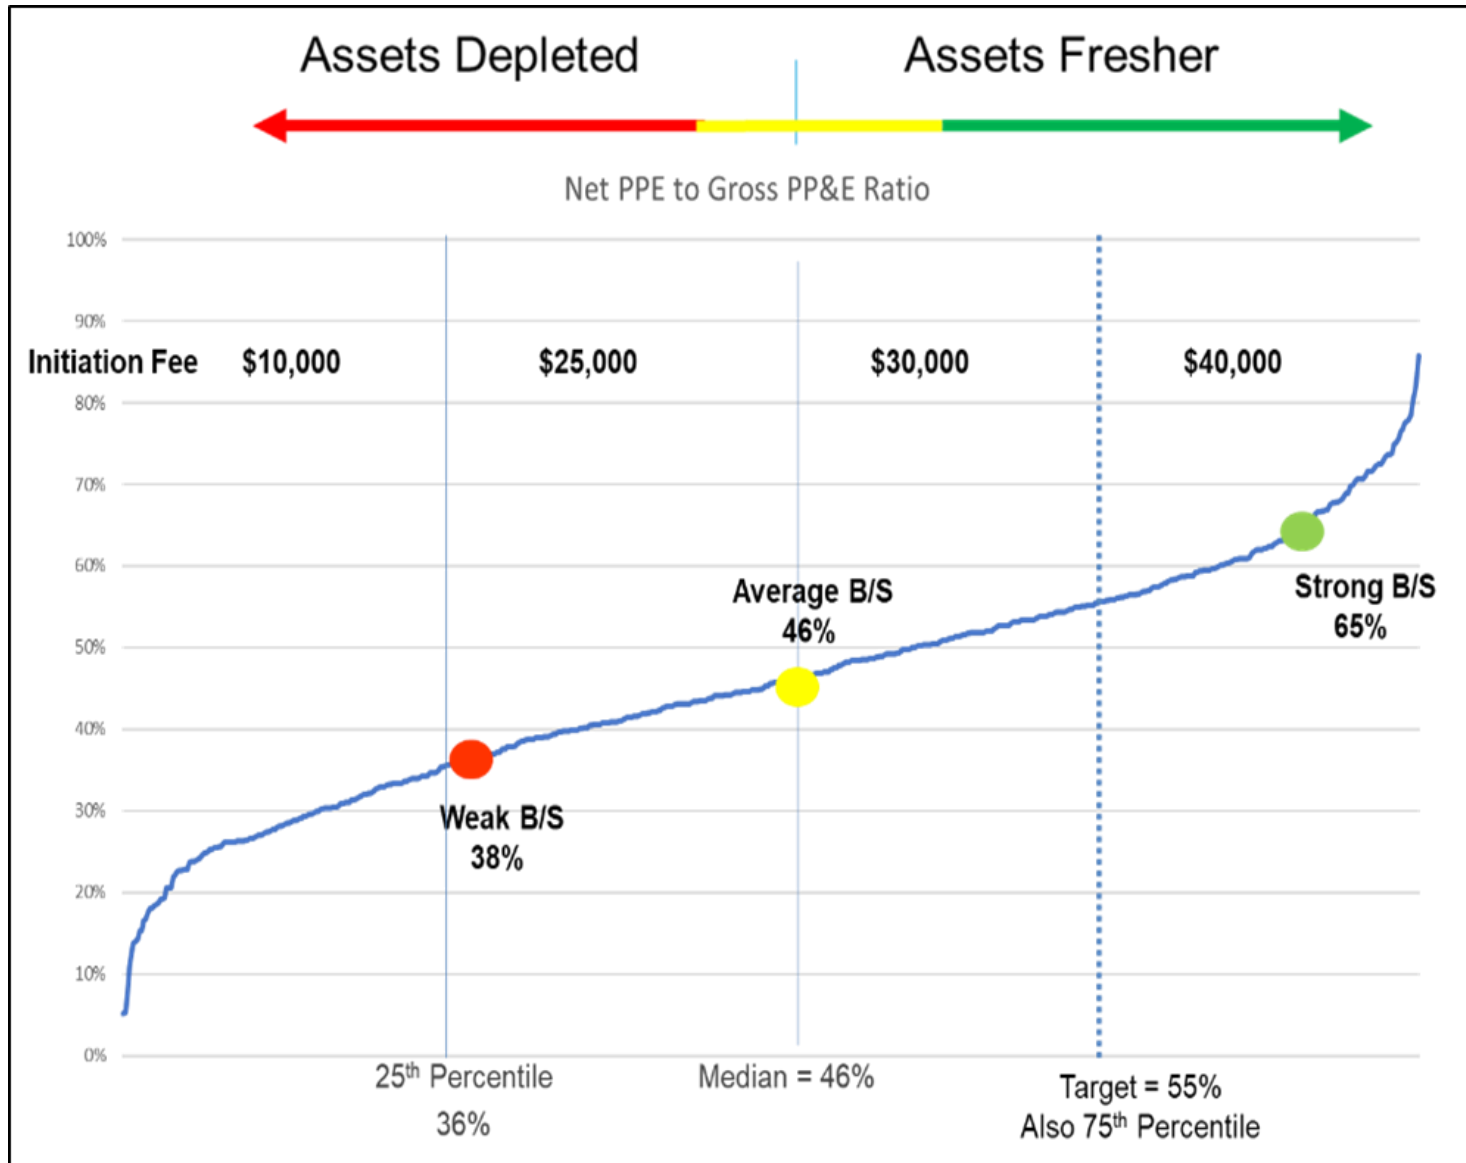 Assets Depleted
Assets Fresher
Net PPE to Gross PP&E Ratio
100%
90%
Initiation Fee $10,000 $25,000 $30,000 $40,000
80%
70%
60%
Average B/S
46%
Strong B/S
65%
50%
40%
30%
Weak B/S
38%
20%
10%
0%
25th Percentile
36%
Median = 46%
Target = 55%
Also 75th Percentile